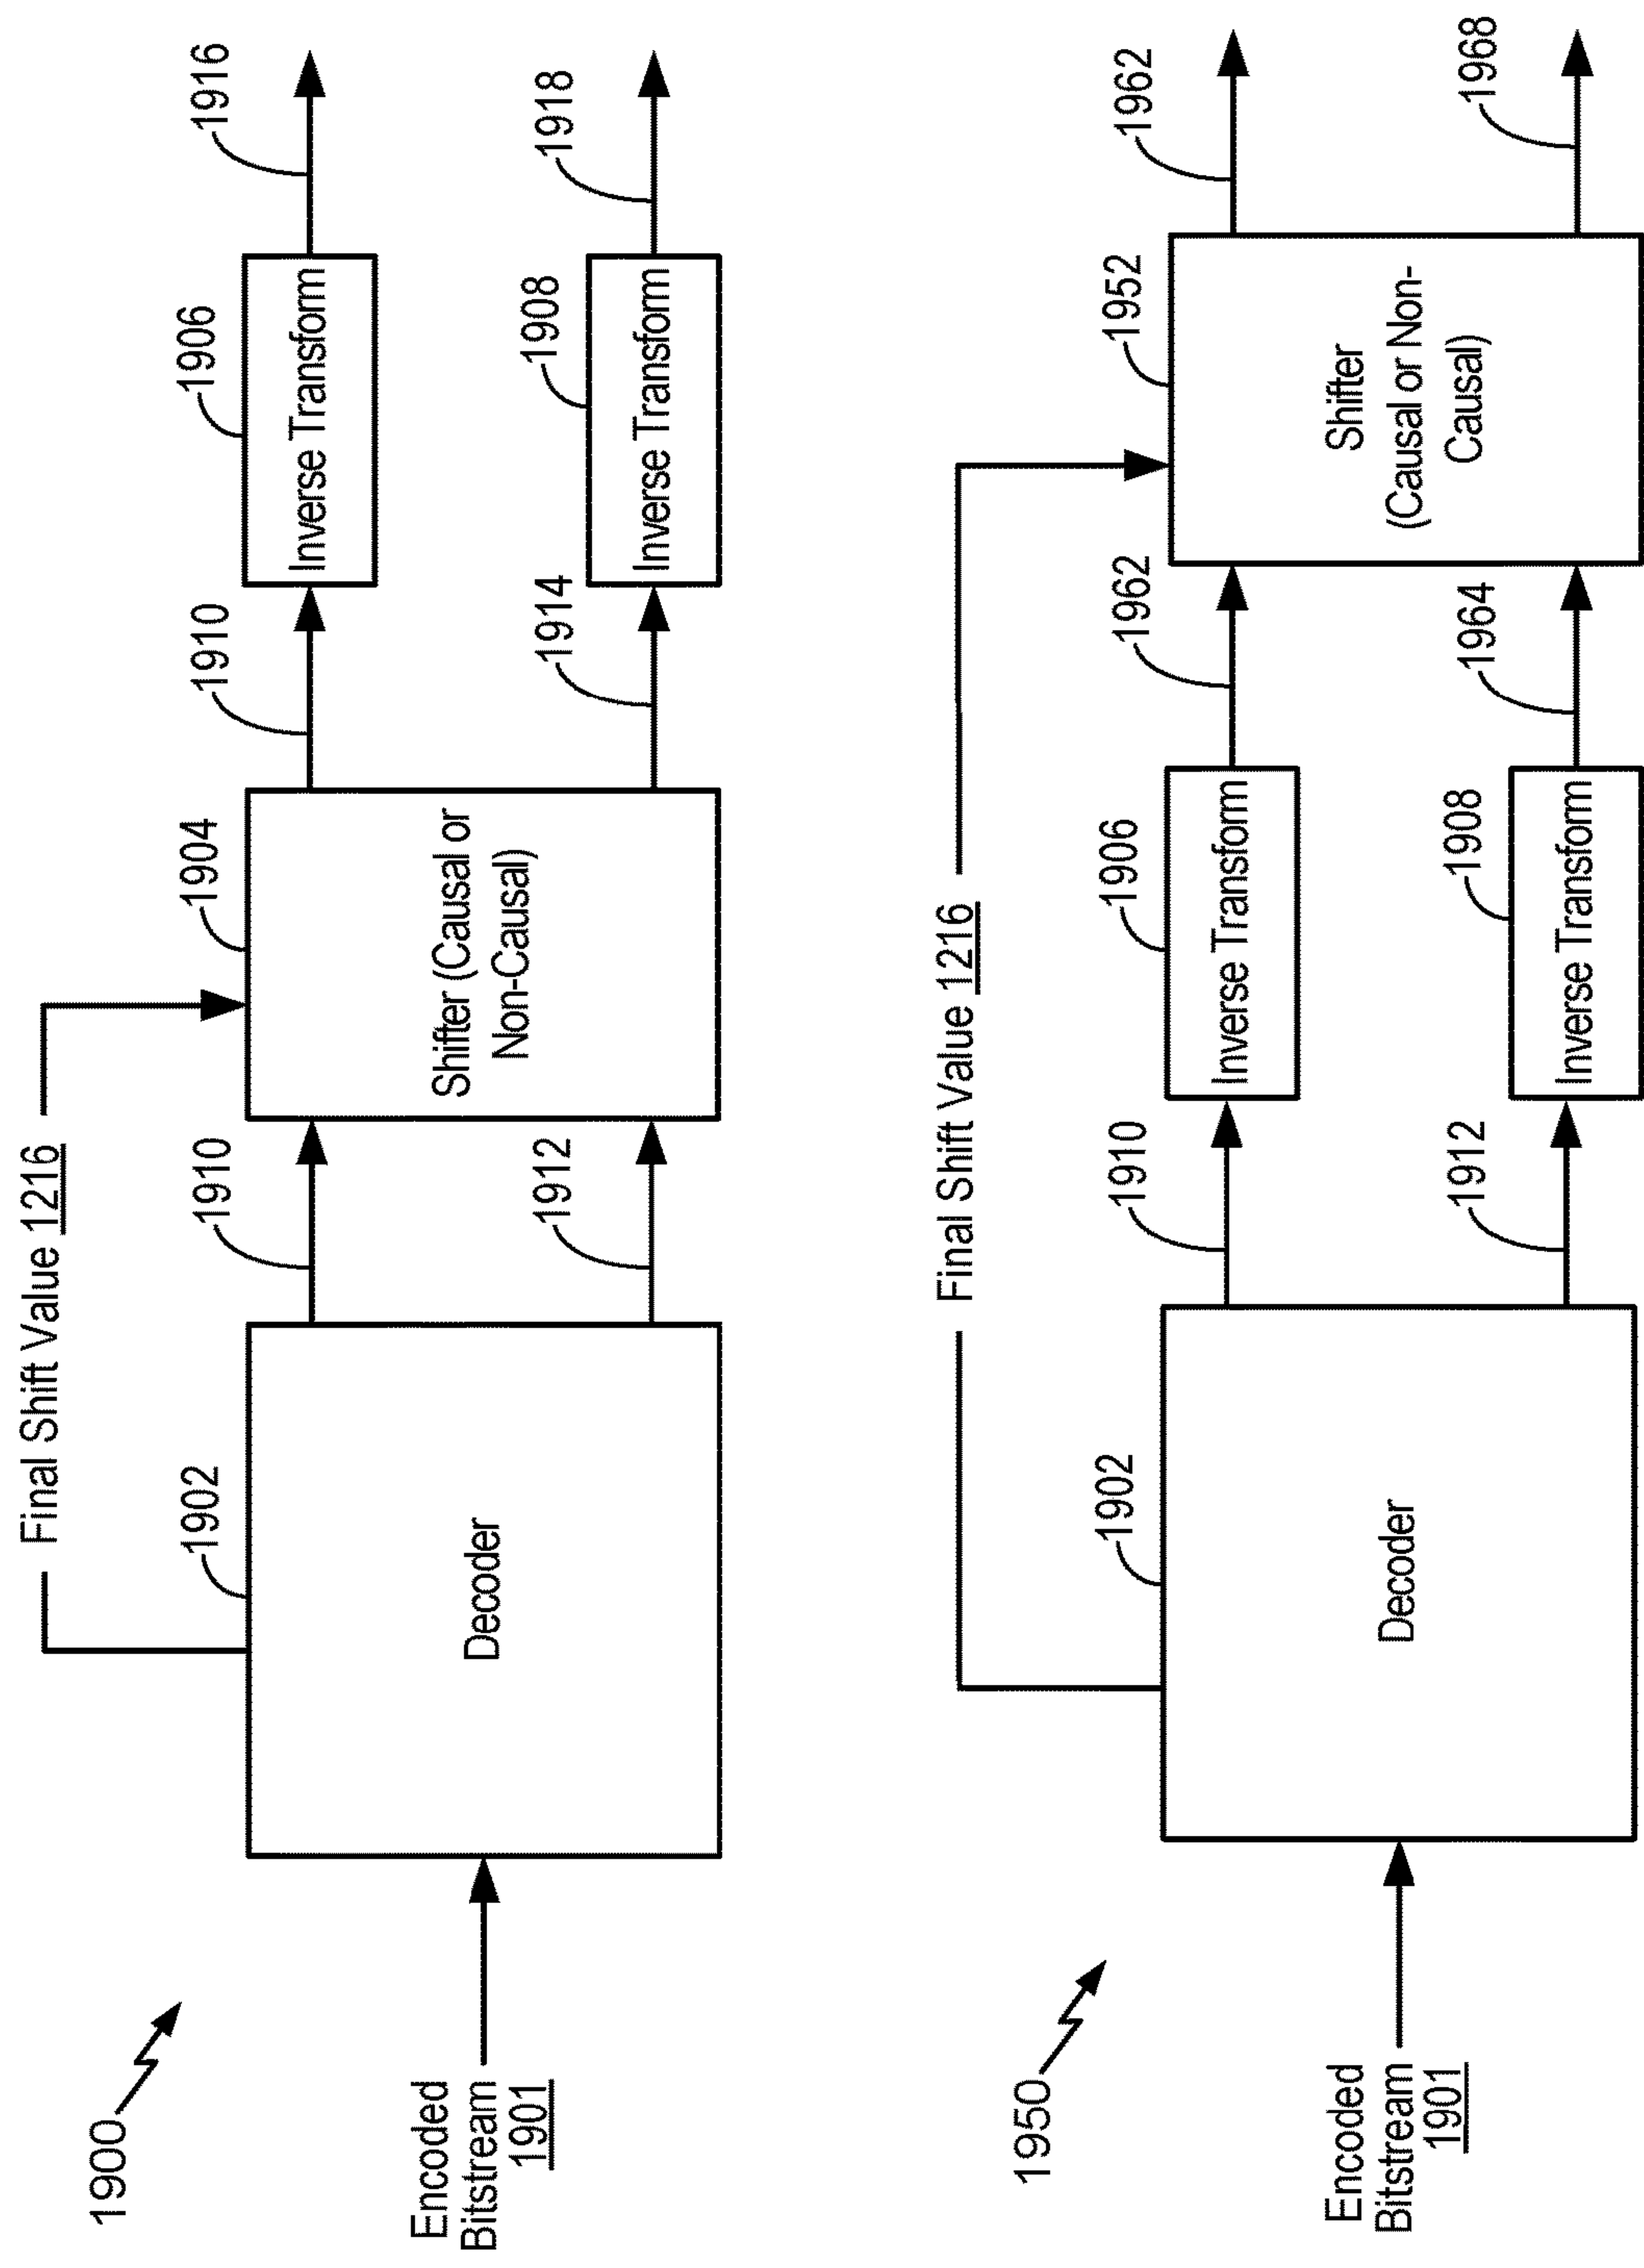 1900
Encoded
Bitstream
1901
Final Shift Value 1216
1902
Decoder
1910
1912
1904
Shifter (Causal or
Non-Causal)
1910
1914
1906
Inverse Transform
1908
Inverse Transform
1916
1918
1950
Encoded
Bitstream
1901
Final Shift Value 1216
1902
Decoder
1910
1912
1906
Inverse Transform
1908
Inverse Transform
1962
1964
1952
Shifter
(Causal or Non-
Causal)
1962
1968